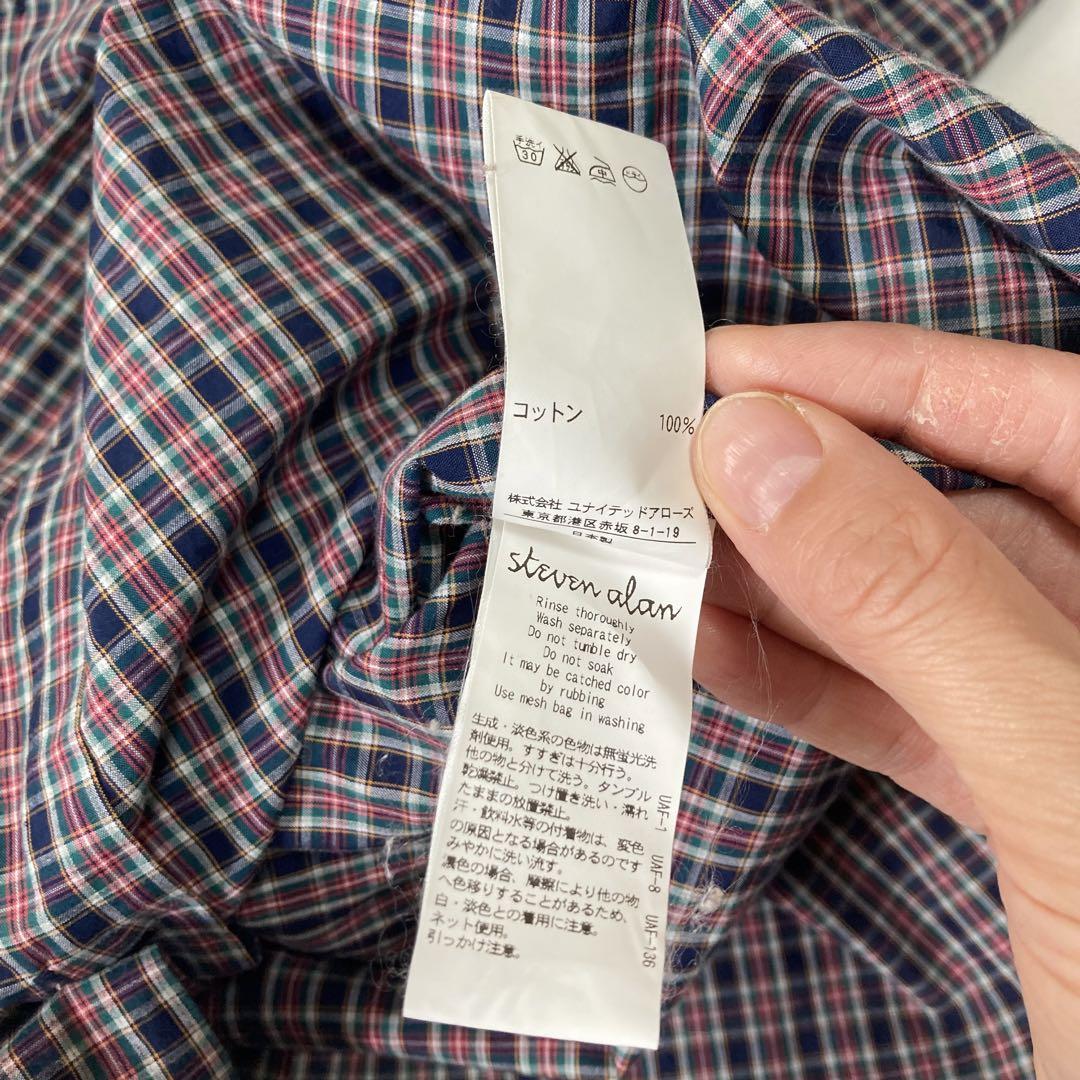 手洗イ
30
中
コットン 100%
株式会社 ユナイテッドアローズ
東京都港区赤坂 8-1-19
日本製
steven alan
Rinse thoroughly
Wash separately
Do not tumble dry
Do not soak
It may be catched color
by rubbing
Use mesh bag in washing
生成・淡色系の色物は無蛍光洗
剤使用。すすぎは十分行う。
他の物と分けて洗う。タンブル
乾燥禁止。つけ置き洗い・濡れ
たままの放置禁止。
汗・飲料水等の付着物は、変色
の原因となる場合があるのです
みやかに洗い流す。
濃色の場合、摩擦により他の物
へ色移りすることがあるため、
白・淡色との着用に注意。
ネット使用。
引っかけ注意。
UAF-1 UAF-8 UAF-136